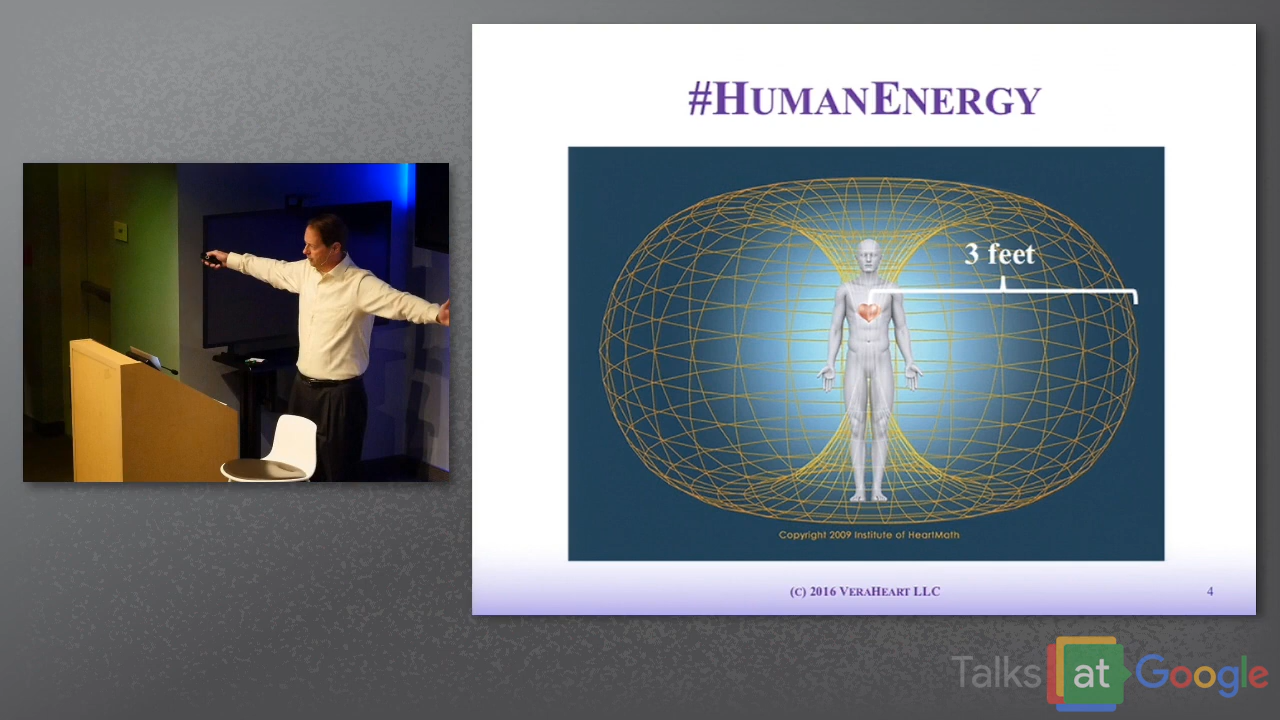 #HUMANENERGY
3 feet
Copyright 2009 Institute of HeartMath
(C) 2016 VERAHEART LLC
4
Talks at Google